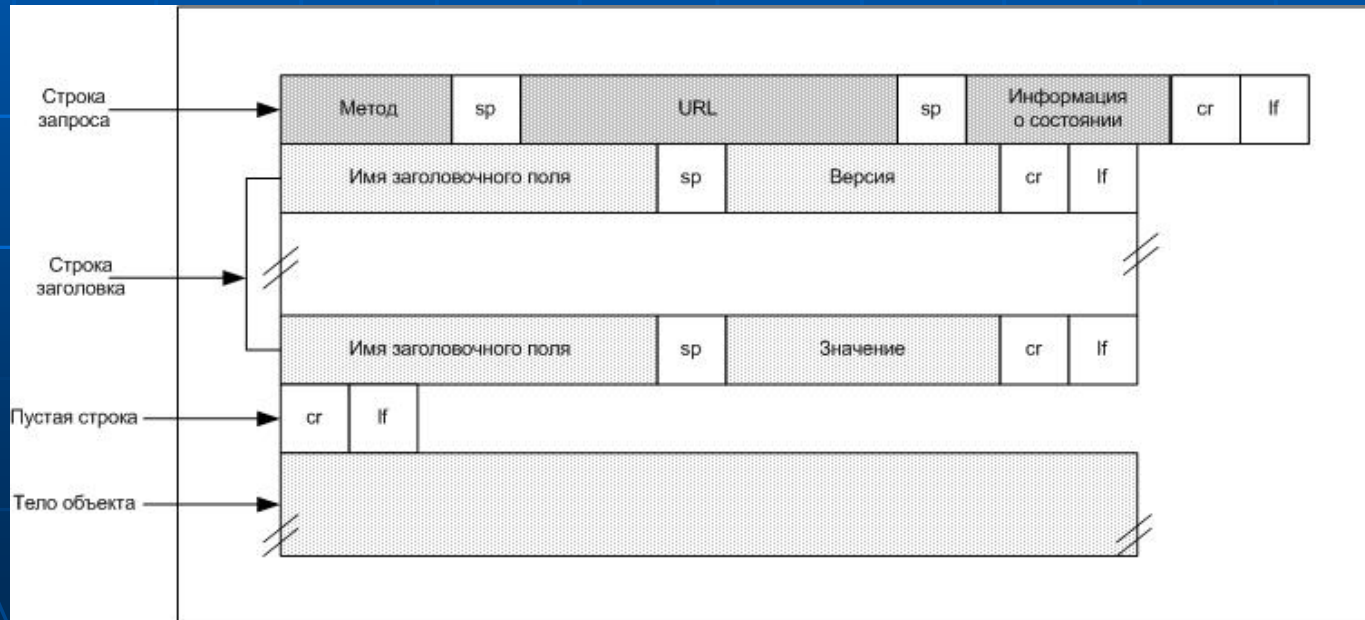 Строка
запроса
Метод sp URL sp Информация
о состоянии cr lf
Имя заголовочного поля sp Версия cr lf
Строка
заголовка
Имя заголовочного поля sp Значение cr lf
Пустая строка cr lf
Тело объекта